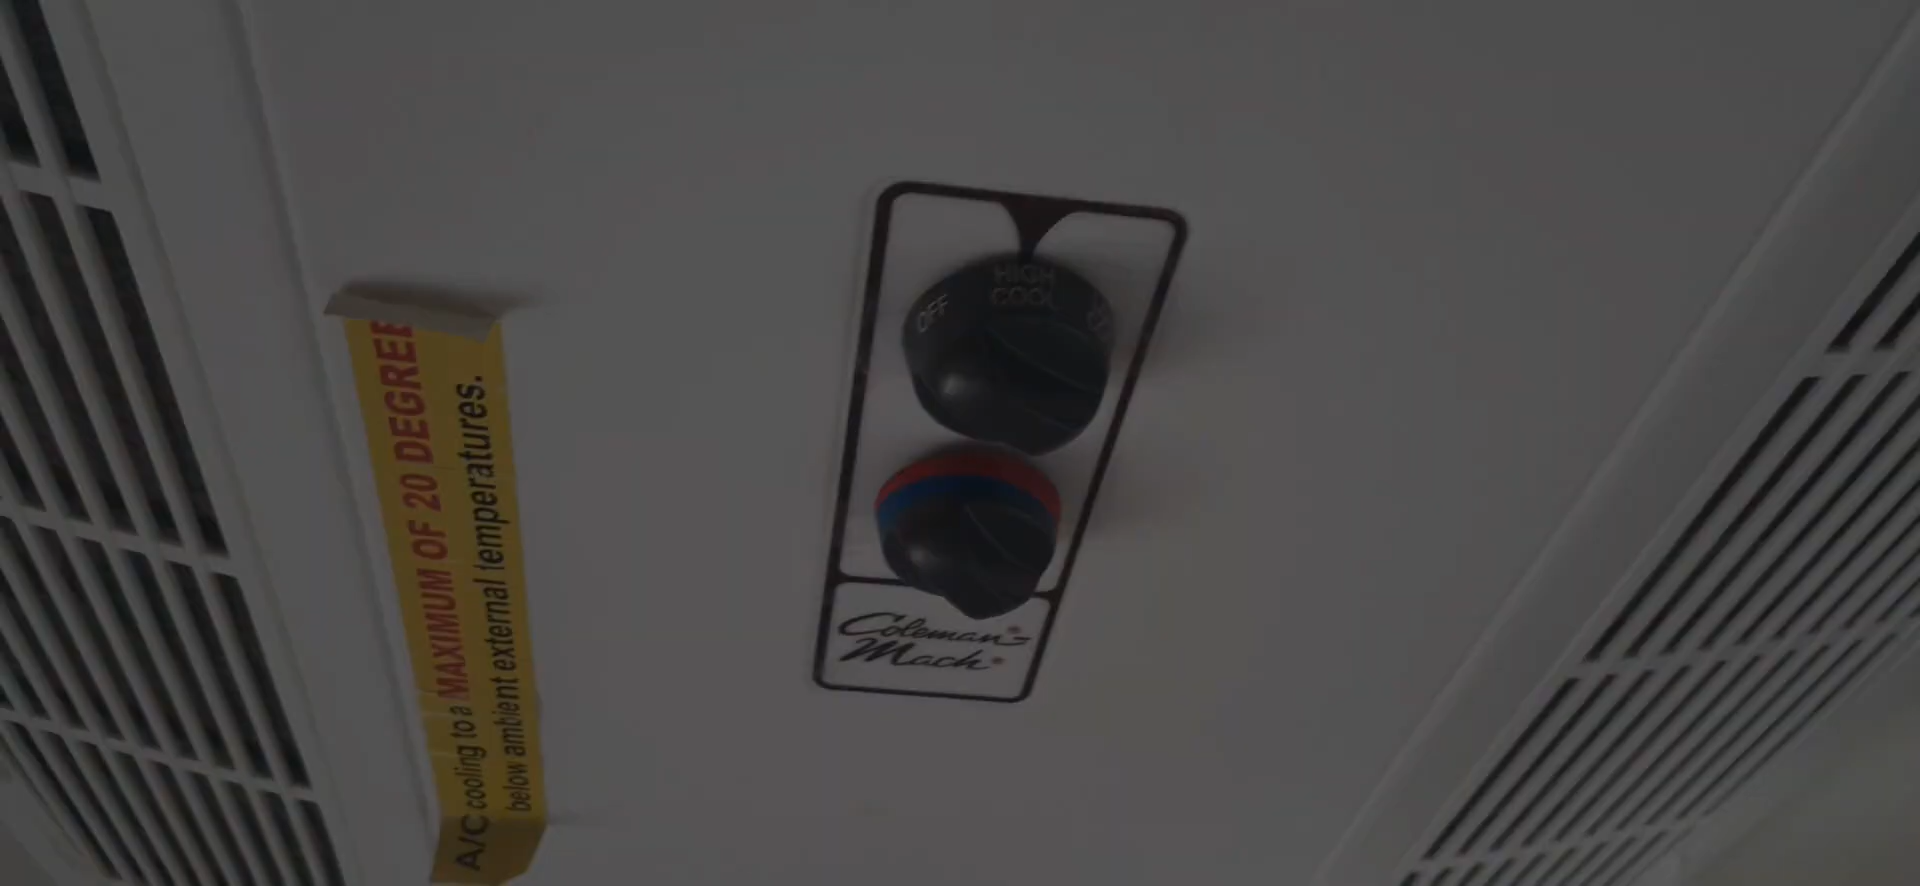 A/C cooling to a MAXIMUM OF 20 DEGREE
below ambient external temperatures.
HIGH
COOL
OFF
Coleman®
Mach®